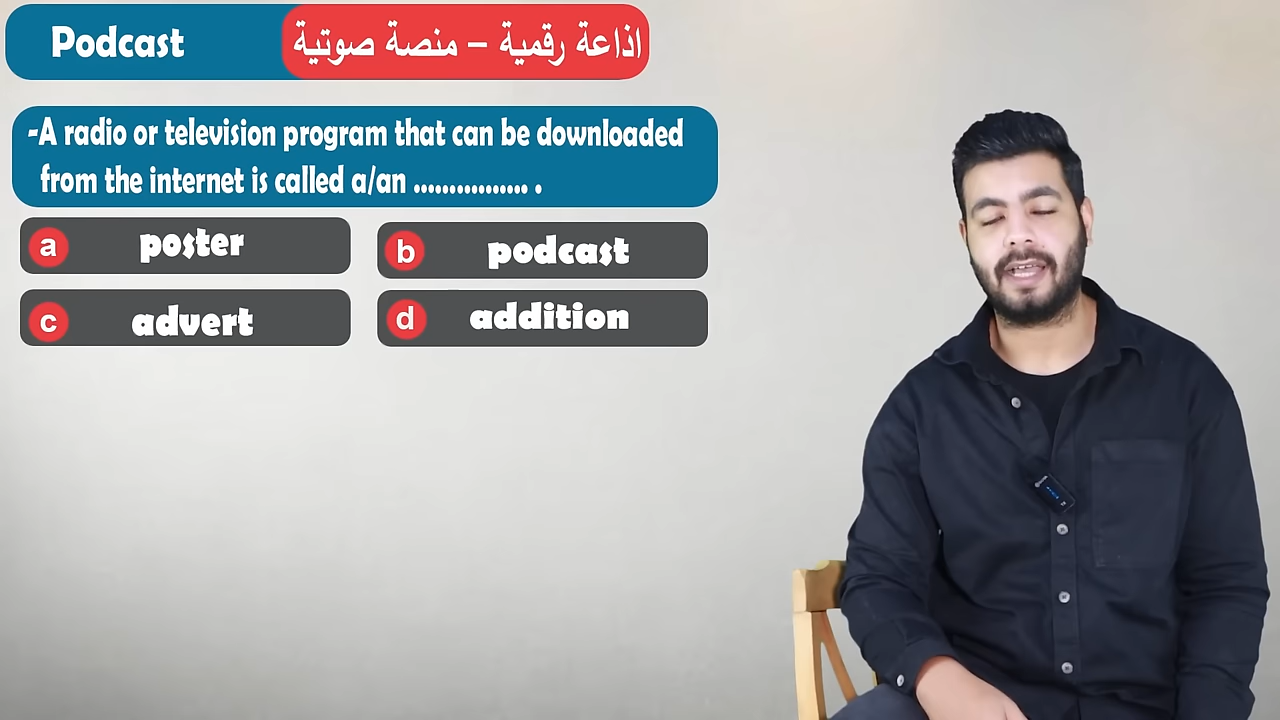 Podcast
اذاعة رقمية – منصة صوتية
-A radio or television program that can be downloaded
from the internet is called a/an ................ .
a poster
b podcast
c advert
d addition